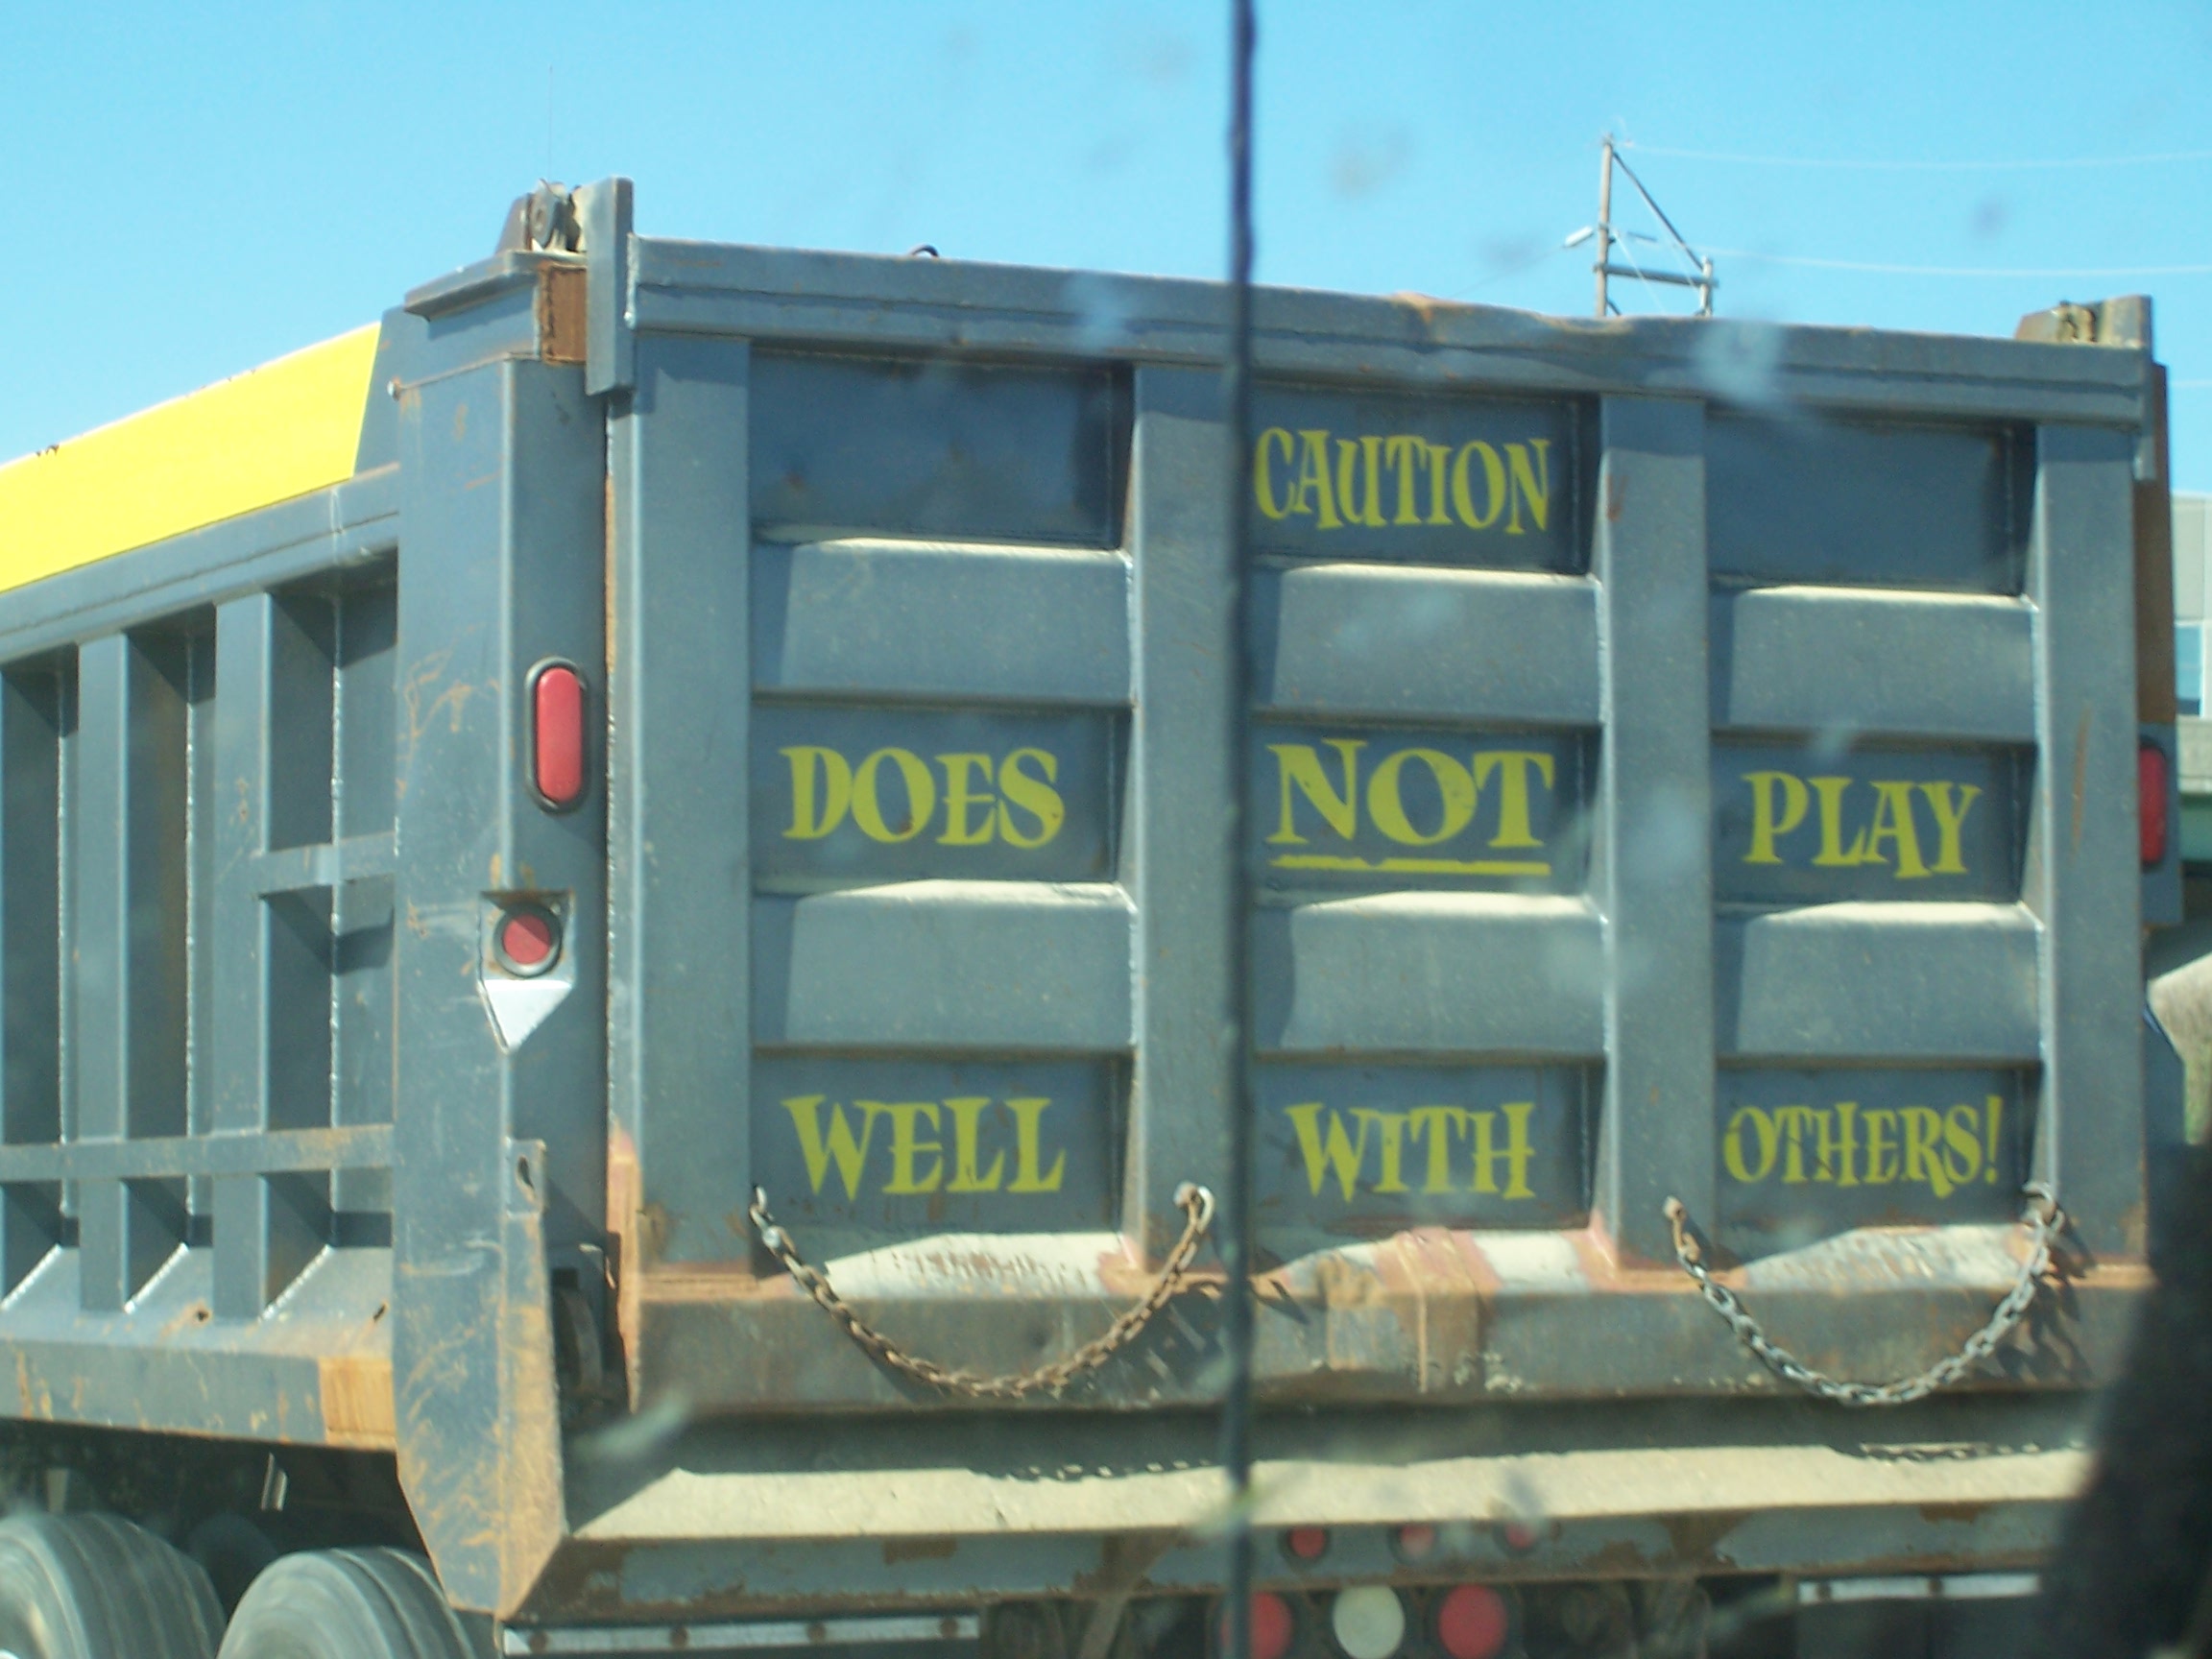 CAUTION
DOES NOT PLAY
WELL WITH OTHERS!